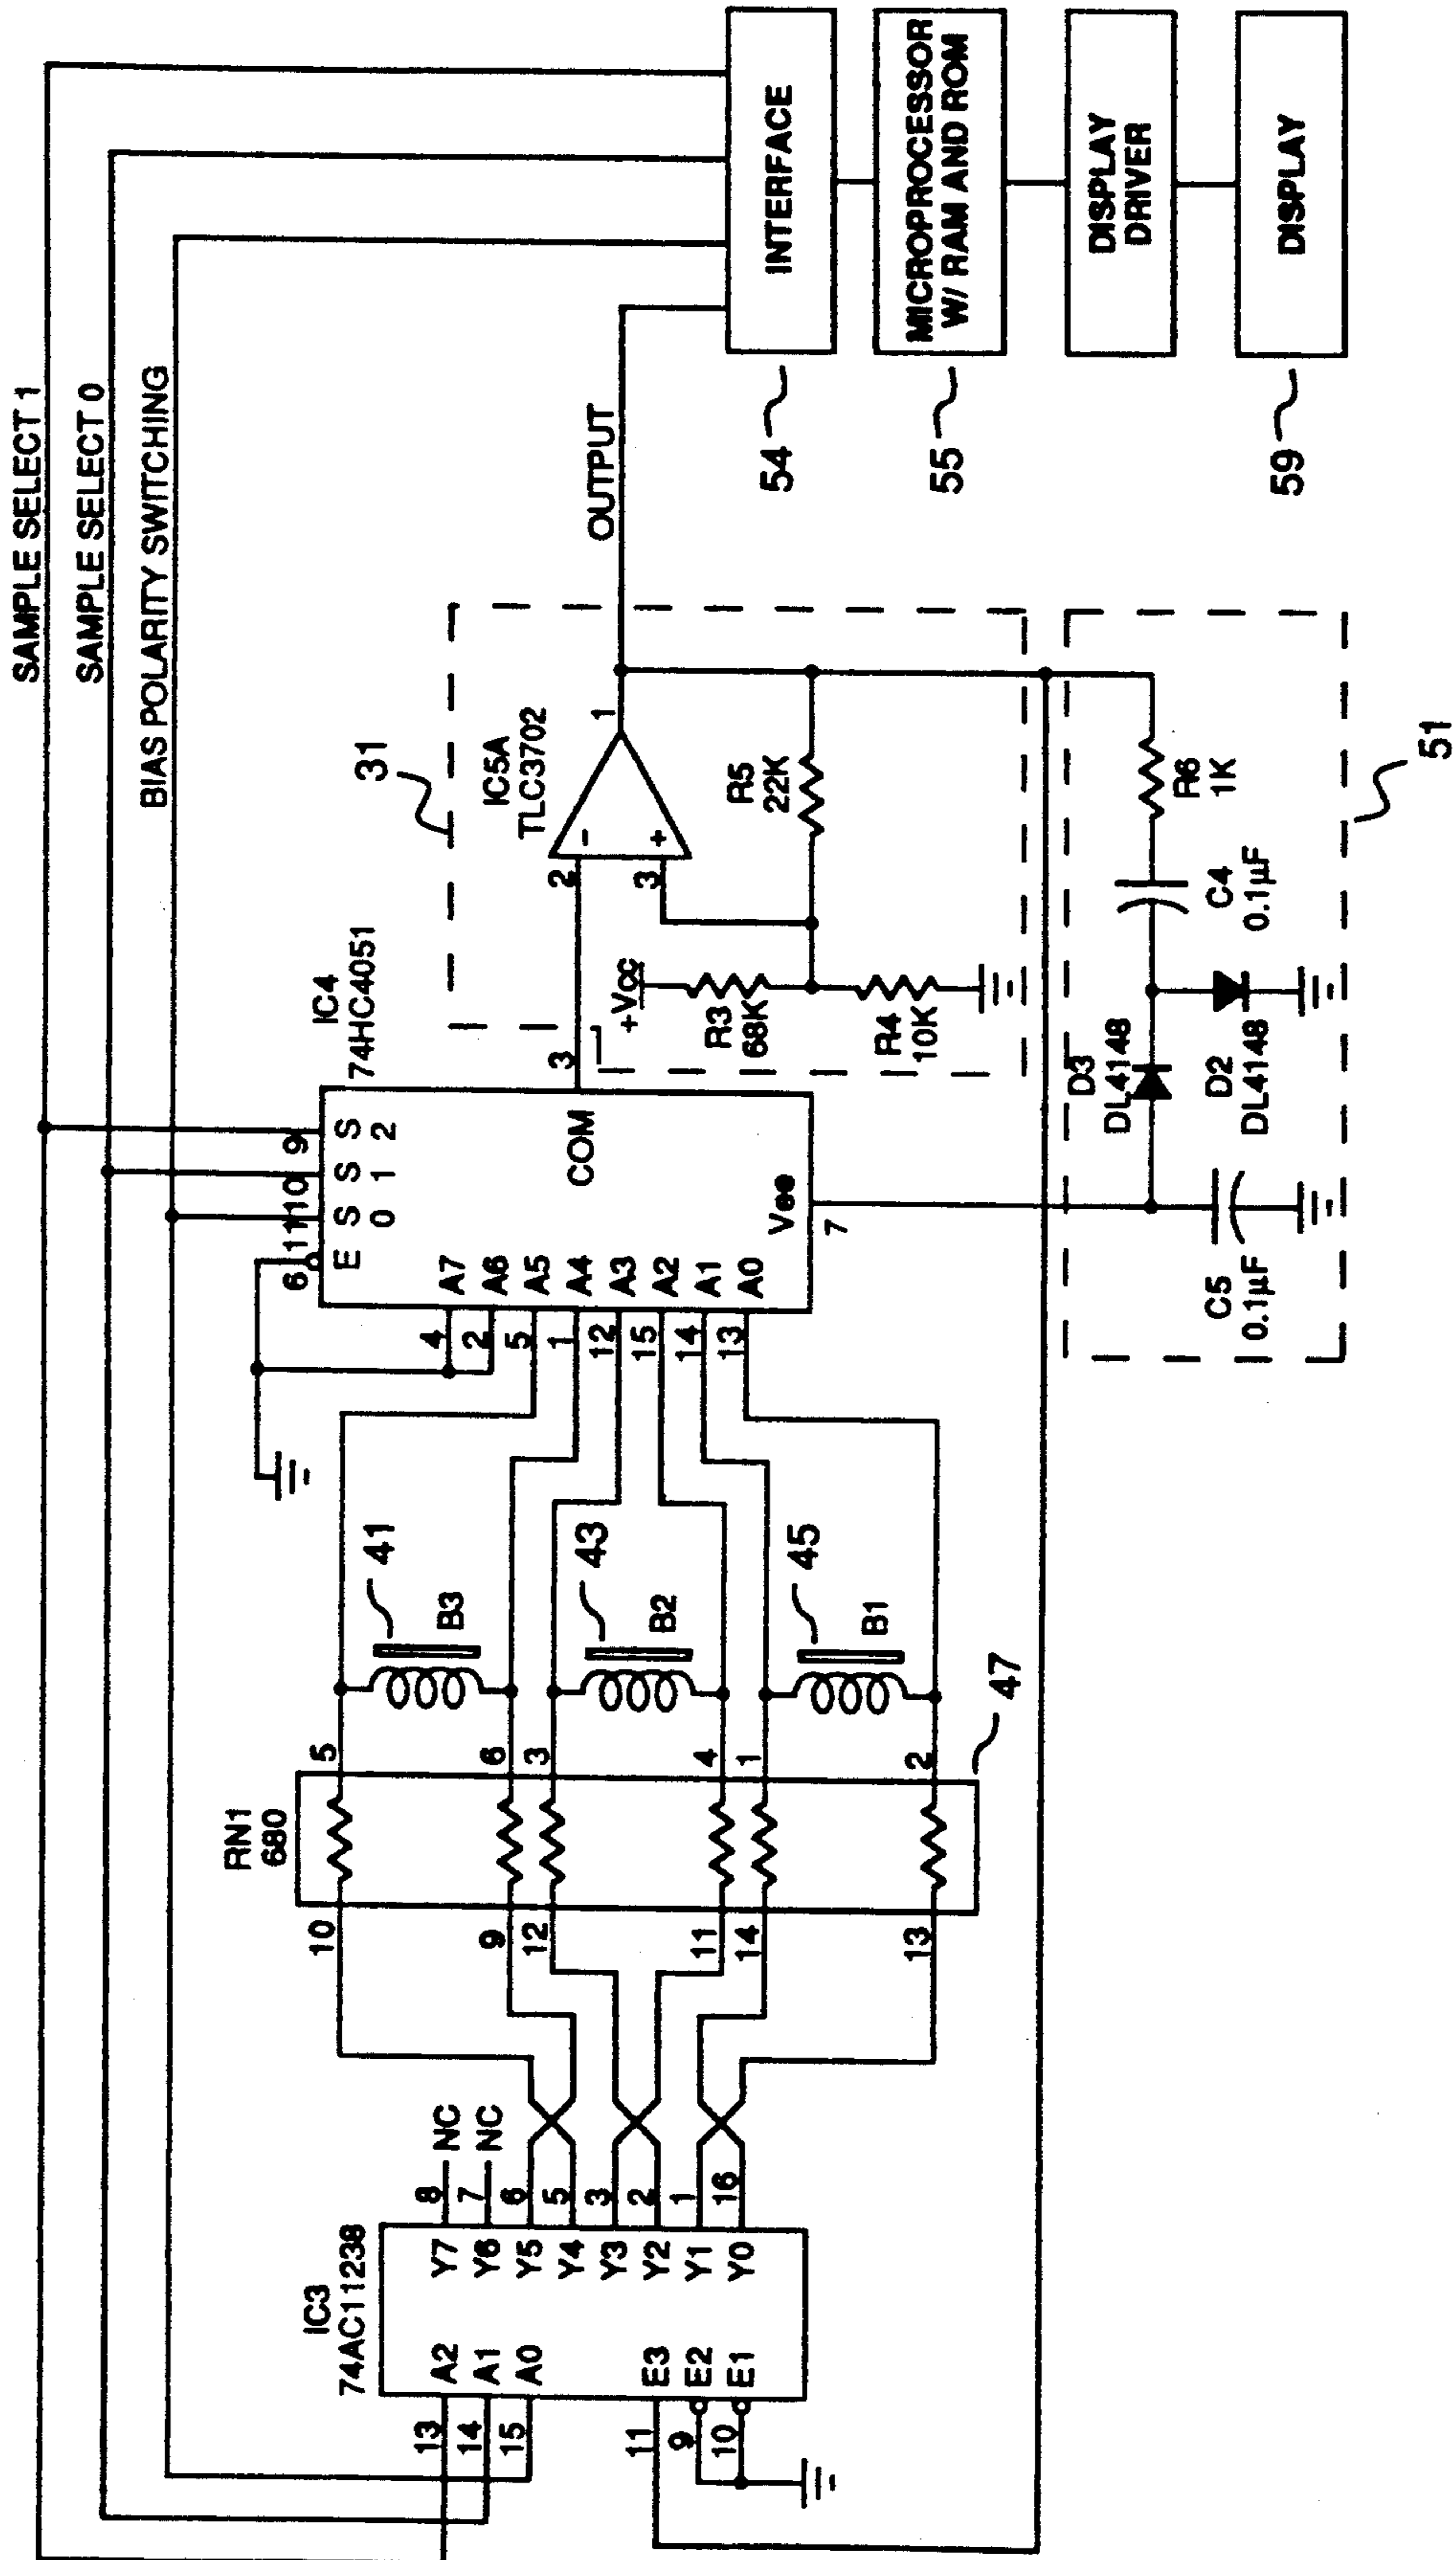 SAMPLE SELECT 1
SAMPLE SELECT 0
BIAS POLARITY SWITCHING
IC3
74AC11238
13
14
15
11
9
10
A2
A1
A0
E3
E2
E1
Y7
Y6
Y5
Y4
Y3
Y2
Y1
Y0
8
7
6
5
3
2
1
16
NC
NC
RN1
680
10
9
12
11
14
13
5
6
3
4
1
2
47
41
B3
43
B2
45
B1
IC4
74HC4051
6
11
10
9
E
S
0
S
1
S
2
4
2
5
1
12
15
14
13
A7
A6
A5
A4
A3
A2
A1
A0
COM
Vee
7
3
31
IC5A
TLC3702
2
3
-
+
1
+Vcc
R3
68K
R4
10K
R5
22K
OUTPUT
C5
0.1µF
D3
DL4148
D2
DL4148
C4
0.1µF
R6
1K
51
INTERFACE
54
MICROPROCESSOR
W/ RAM AND ROM
55
DISPLAY
DRIVER
DISPLAY
59